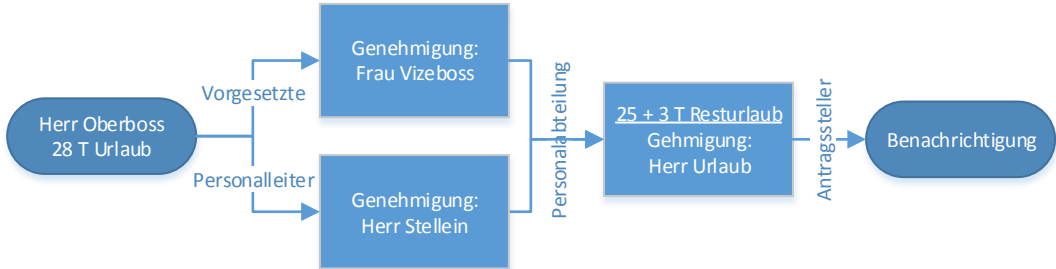 Herr Oberboss
28 T Urlaub
Vorgesetzte
Personalleiter
Genehmigung:
Frau Vizeboss
Genehmigung:
Herr Stellein
Personalabteilung
25 + 3 T Resturlaub
Gehmigung:
Herr Urlaub
Antragssteller
Benachrichtigung